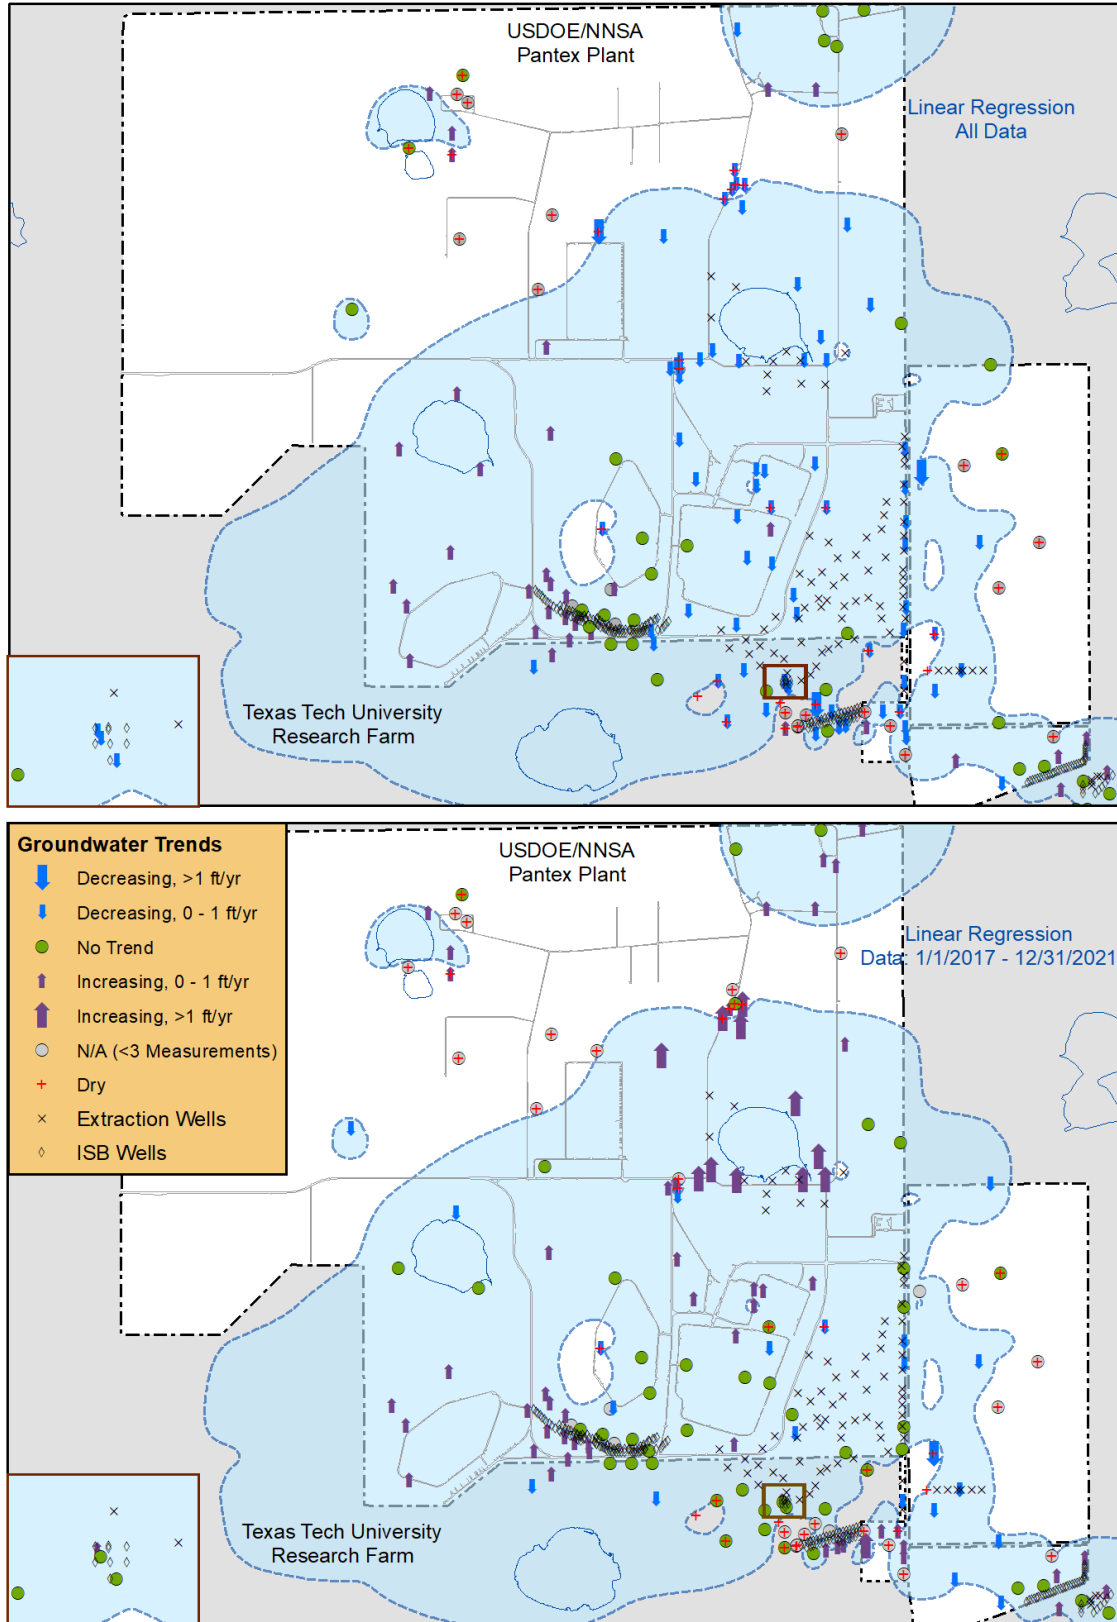 USDOE/NNSA
Pantex Plant
Linear Regression
All Data
Texas Tech University
Research Farm
Groundwater Trends
Decreasing, >1 ft/yr
Decreasing, 0 - 1 ft/yr
No Trend
Increasing, 0 - 1 ft/yr
Increasing, >1 ft/yr
N/A (<3 Measurements)
Dry
Extraction Wells
ISB Wells
USDOE/NNSA
Pantex Plant
Linear Regression
Data: 1/1/2017 - 12/31/2021
Texas Tech University
Research Farm